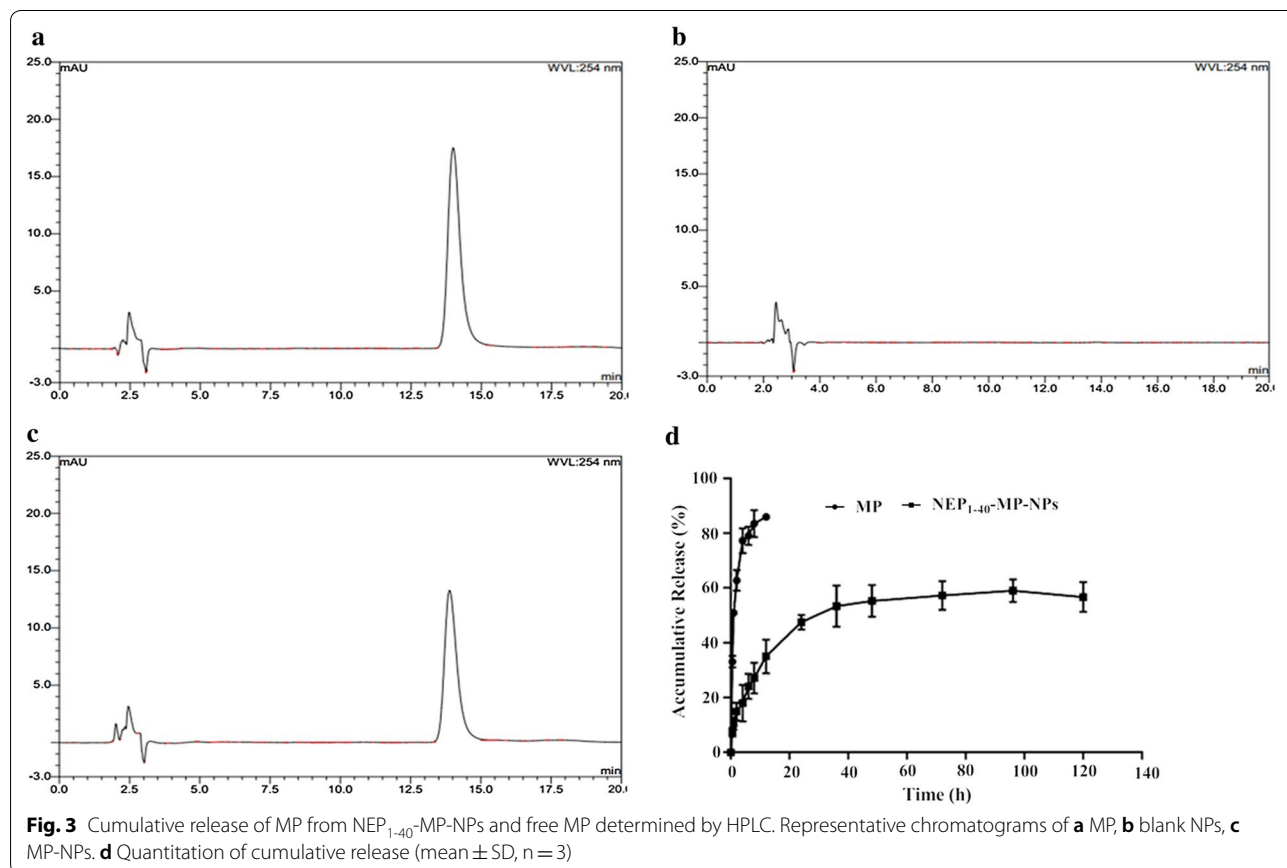 a
25.0
mAU
WVL:254 nm
20.0
15.0
10.0
5.0
-3.0
min
0.0 2.5 5.0 7.5 10.0 12.5 15.0 17.5 20.
b
25.0
mAU
WVL:254 nm
20.0
15.0
10.0
5.0
-3.0
min
0.0 2.0 4.0 6.0 8.0 10.0 12.0 14.0 16.0 18.0 20.
c
25.0
mAU
WVL:254 nm
20.0
15.0
10.0
5.0
-3.0
min
0.0 2.5 5.0 7.5 10.0 12.5 15.0 17.5 20.
d
100
80
60
40
20
0
Accumulative Release (%)
MP NEP1-40-MP-NPs
0 20 40 60 80 100 120 140
Time (h)
Fig. 3 Cumulative release of MP from NEP1-40-MP-NPs and free MP determined by HPLC. Representative chromatograms of a MP, b blank NPs, c
MP-NPs. d Quantitation of cumulative release (mean ± SD, n = 3)